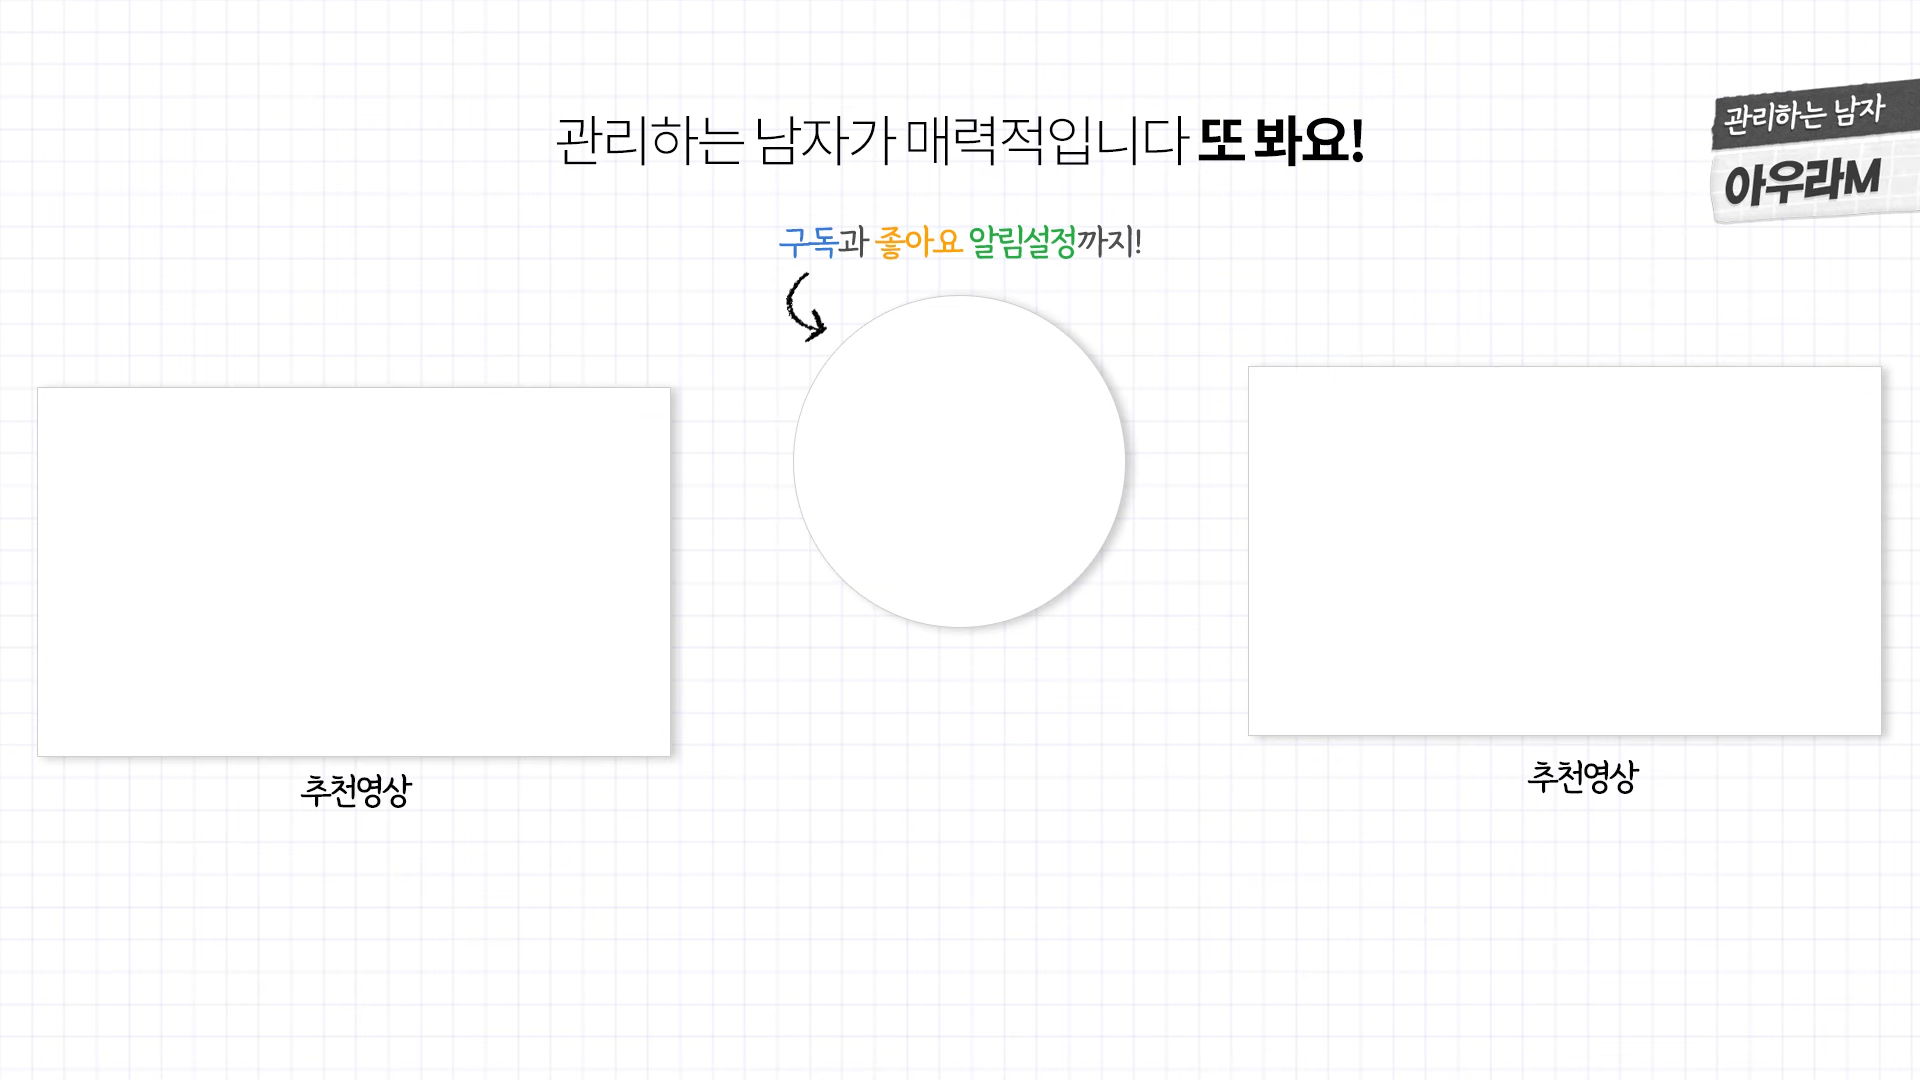 관리하는 남자가 매력적입니다 또 봐요!
관리하는 남자
아우라M
구독과 좋아요 알림설정까지!
추천영상
추천영상